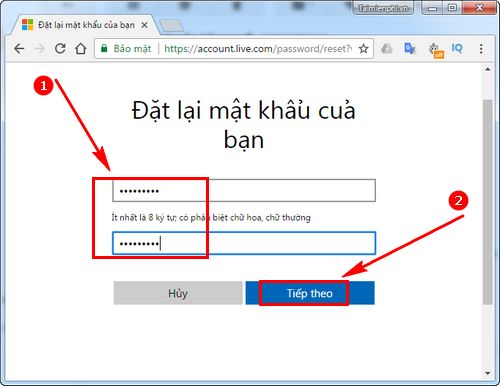 Taimienphi.vn
Đặt lại mật khẩu của bạn
Bảo mật https://account.live.com/password/reset?
off IQ
1
Đặt lại mật khẩu cuả
bạn
Ít nhất là 8 ký tự; có phân biệt chữ hoa, chữ thường
2
Hủy Tiếp theo